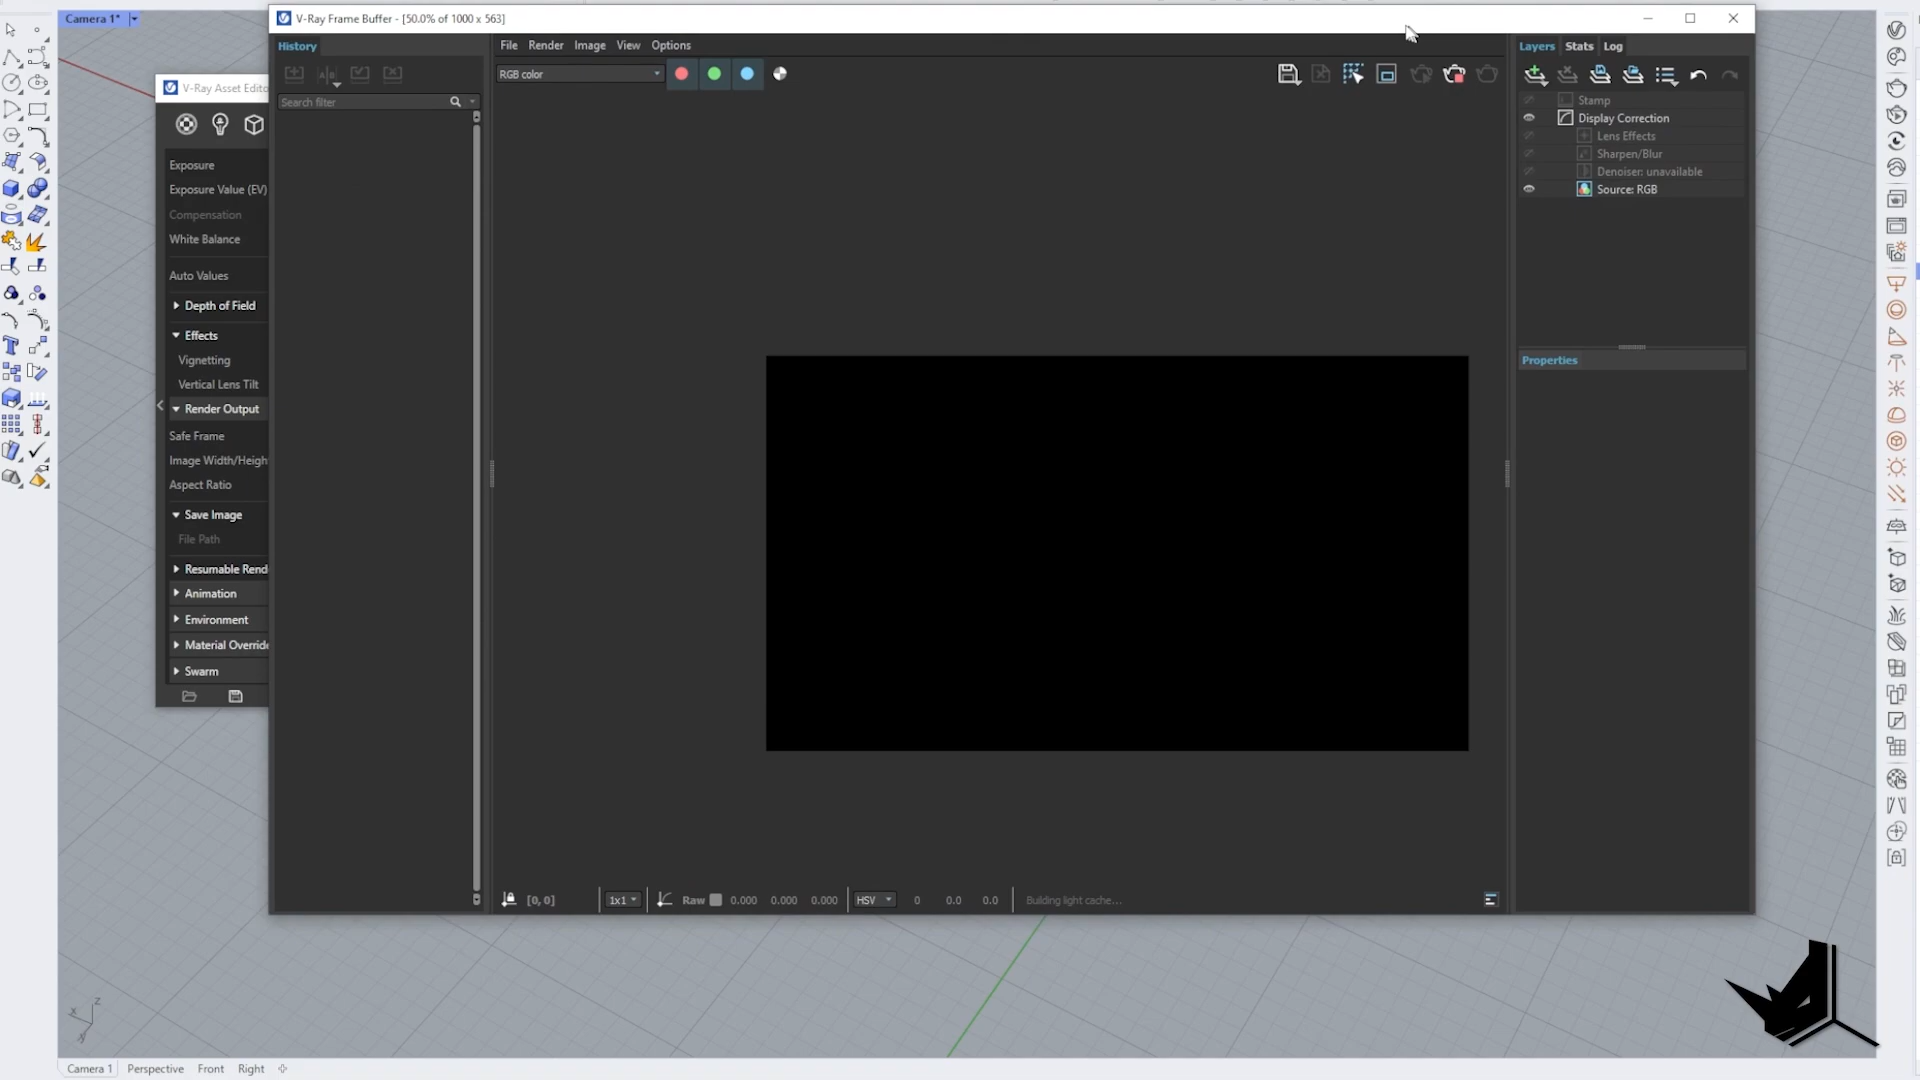 Camera 1*
V-Ray Frame Buffer - [50.0% of 1000 x 563]
V-Ray Asset Edito
Exposure
Exposure Value (EV)
Compensation
White Balance
Auto Values
Depth of Field
Effects
Vignetting
Vertical Lens Tilt
Render Output
Safe Frame
Image Width/Heigh
Aspect Ratio
Save Image
File Path
Resumable Rend
Animation
Environment
Material Override
Swarm
History
Search filter
File Render Image View Options
RGB color
[0, 0]
1x1
Raw 0.000 0.000 0.000
HSV 0 0.0 0.0
Building light cache...
Layers Stats Log
Stamp
Display Correction
Lens Effects
Sharpen/Blur
Denoiser: unavailable
Source: RGB
Properties
z
x
y
Camera 1 Perspective Front Right